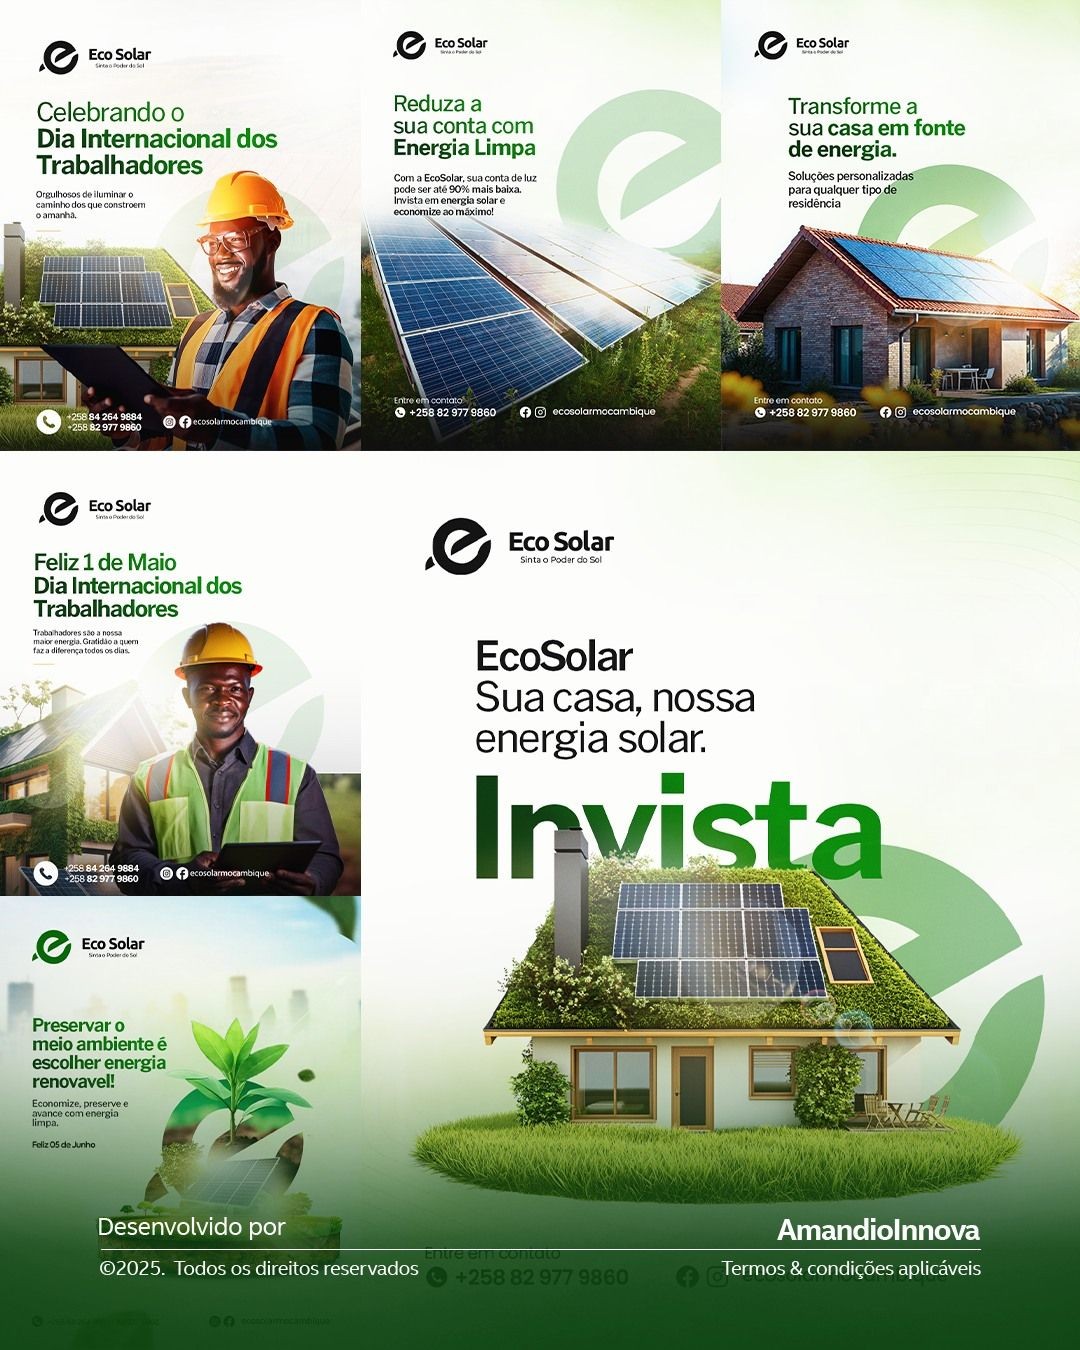 Eco Solar
Sinta o Poder do Sol
Celebrando o
Dia Internacional dos
Trabalhadores
Orgulhosos de iluminar o
caminho dos que constroem
o amanhã.
+258 84 264 9884
+258 82 977 9860
ecosolarmocambique
Eco Solar
Sinta o Poder do Sol
Reduza a
sua conta com
Energia Limpa
Com a EcoSolar, sua conta de luz
pode ser até 90% mais baixa.
Invista em energia solar e
economize ao máximo!
Entre em contato
+258 82 977 9860
ecosolarmocambique
Eco Solar
Sinta o Poder do Sol
Transforme a
sua casa em fonte
de energia.
Soluções personalizadas
para qualquer tipo de
residência
Entre em contato
+258 82 977 9860
ecosolarmocambique
Eco Solar
Sinta o Poder do Sol
Feliz 1 de Maio
Dia Internacional dos
Trabalhadores
Trabalhadores são a nossa
maior energia. Gratidão a quem
faz a diferença todos os dias.
+258 84 264 9884
+258 82 977 9860
ecosolarmocambique
Eco Solar
Sinta o Poder do Sol
EcoSolar
Sua casa, nossa
energia solar.
Invista
Entre em contato
+258 82 977 9860
ecosolarmocambique
Eco Solar
Sinta o Poder do Sol
Preservar o
meio ambiente é
escolher energia
renovavel!
Economize, preserve e
avance com energia
limpa.
Feliz 05 de Junho
ecosolarmocambique
Desenvolvido por
AmandioInnova
©2025. Todos os direitos reservados
Termos & condições aplicáveis